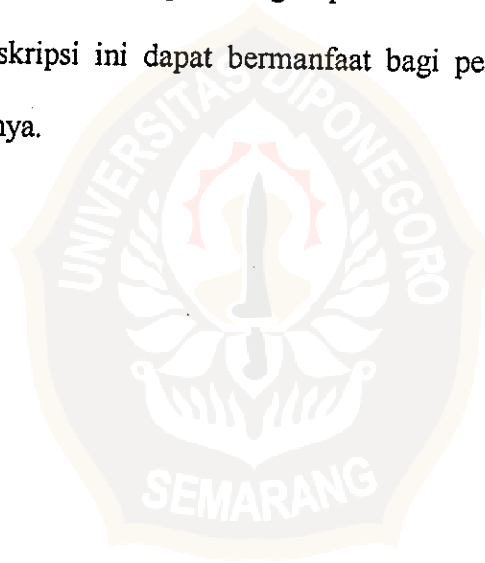 skripsi ini dapat bermanfaat bagi pe
nya.
UNIVERSITAS DIPONEGORO
SEMARANG